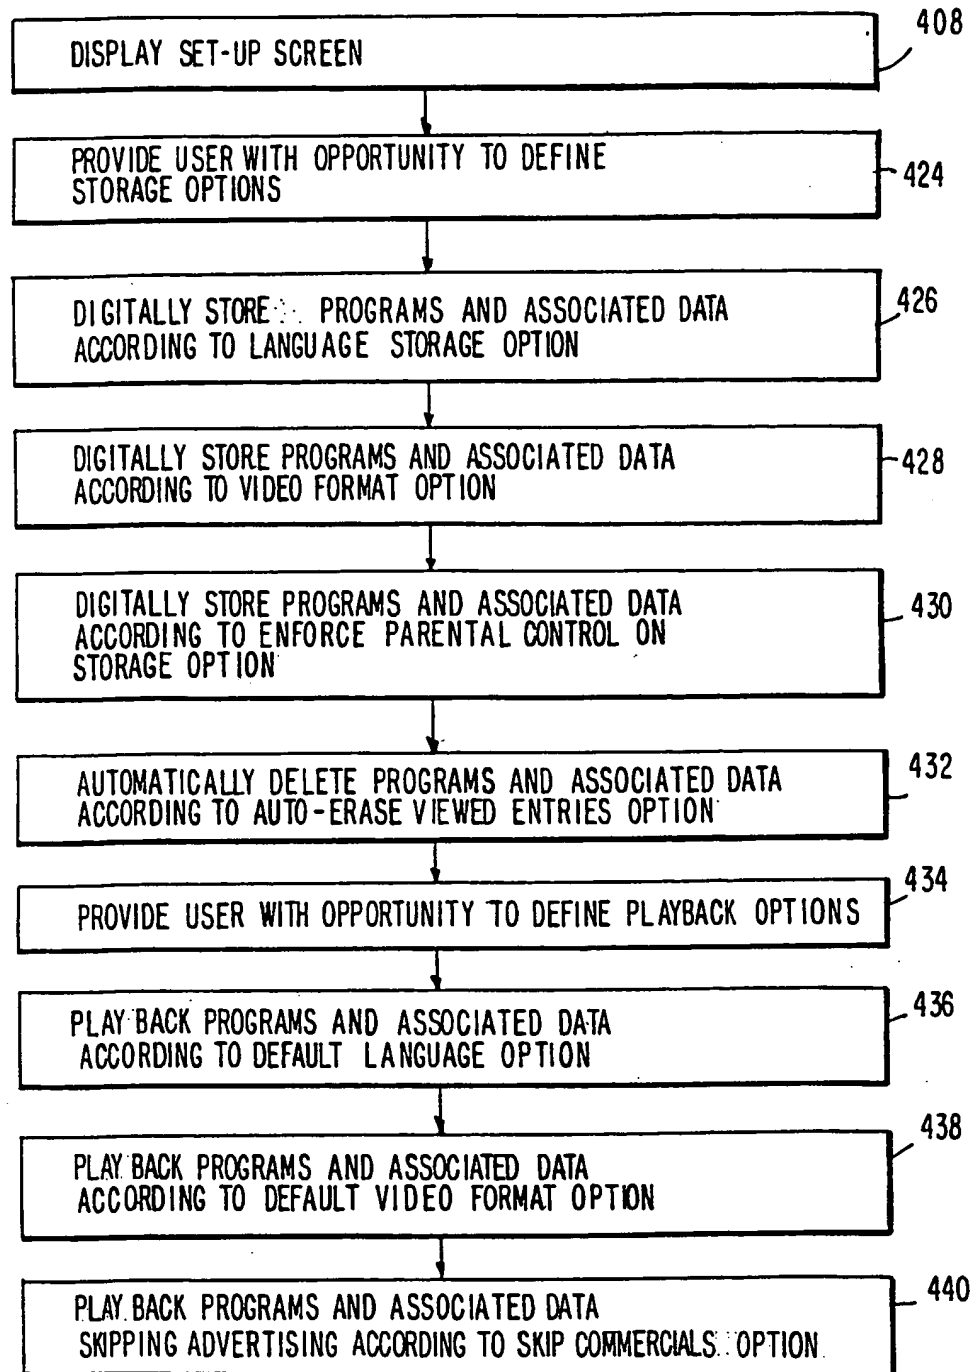 DISPLAY SET-UP SCREEN
408
PROVIDE USER WITH OPPORTUNITY TO DEFINE
STORAGE OPTIONS
424
DIGITALLY STORE PROGRAMS AND ASSOCIATED DATA
ACCORDING TO LANGUAGE STORAGE OPTION
426
DIGITALLY STORE PROGRAMS AND ASSOCIATED DATA
ACCORDING TO VIDEO FORMAT OPTION
428
DIGITALLY STORE PROGRAMS AND ASSOCIATED DATA
ACCORDING TO ENFORCE PARENTAL CONTROL ON
STORAGE OPTION
430
AUTOMATICALLY DELETE PROGRAMS AND ASSOCIATED DATA
ACCORDING TO AUTO-ERASE VIEWED ENTRIES OPTION
432
PROVIDE USER WITH OPPORTUNITY TO DEFINE PLAYBACK OPTIONS
434
PLAY BACK PROGRAMS AND ASSOCIATED DATA
ACCORDING TO DEFAULT LANGUAGE OPTION
436
PLAY BACK PROGRAMS AND ASSOCIATED DATA
ACCORDING TO DEFAULT VIDEO FORMAT OPTION
438
PLAY BACK PROGRAMS AND ASSOCIATED DATA
SKIPPING ADVERTISING ACCORDING TO SKIP COMMERCIALS OPTION
440